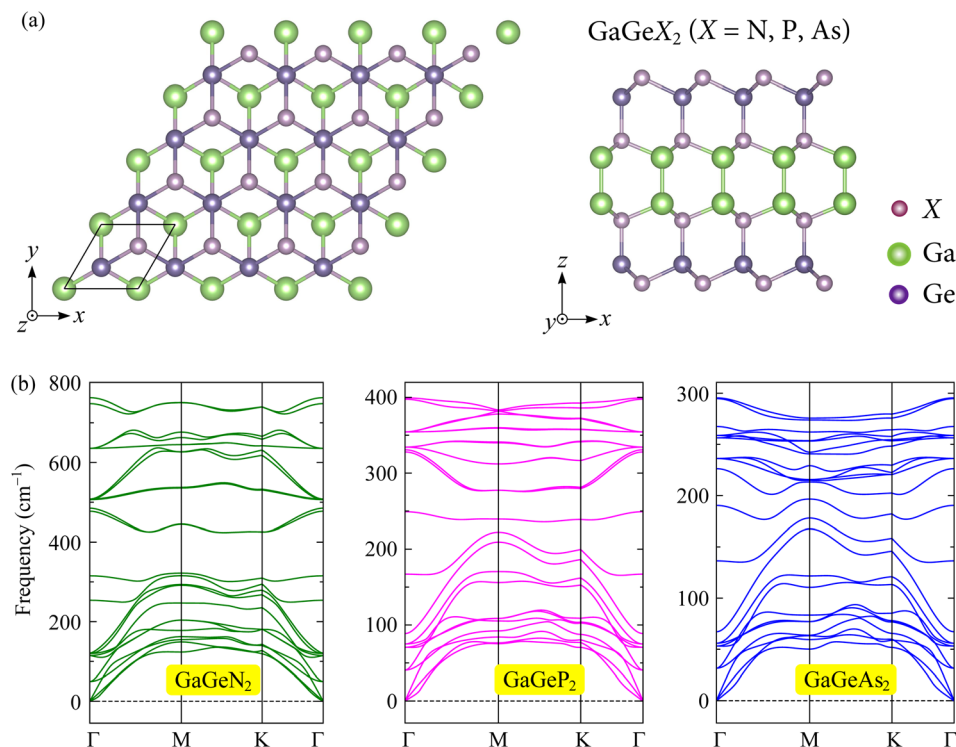 (a)
GaGeX₂ (X = N, P, As)
y
z
x
z
y
x
X
Ga
Ge
(b)
Frequency (cm⁻¹)
800
600
400
200
0
GaGeN₂
Γ M K Γ
400
300
200
100
0
GaGeP₂
Γ M K Γ
300
200
100
0
GaGeAs₂
Γ M K Γ